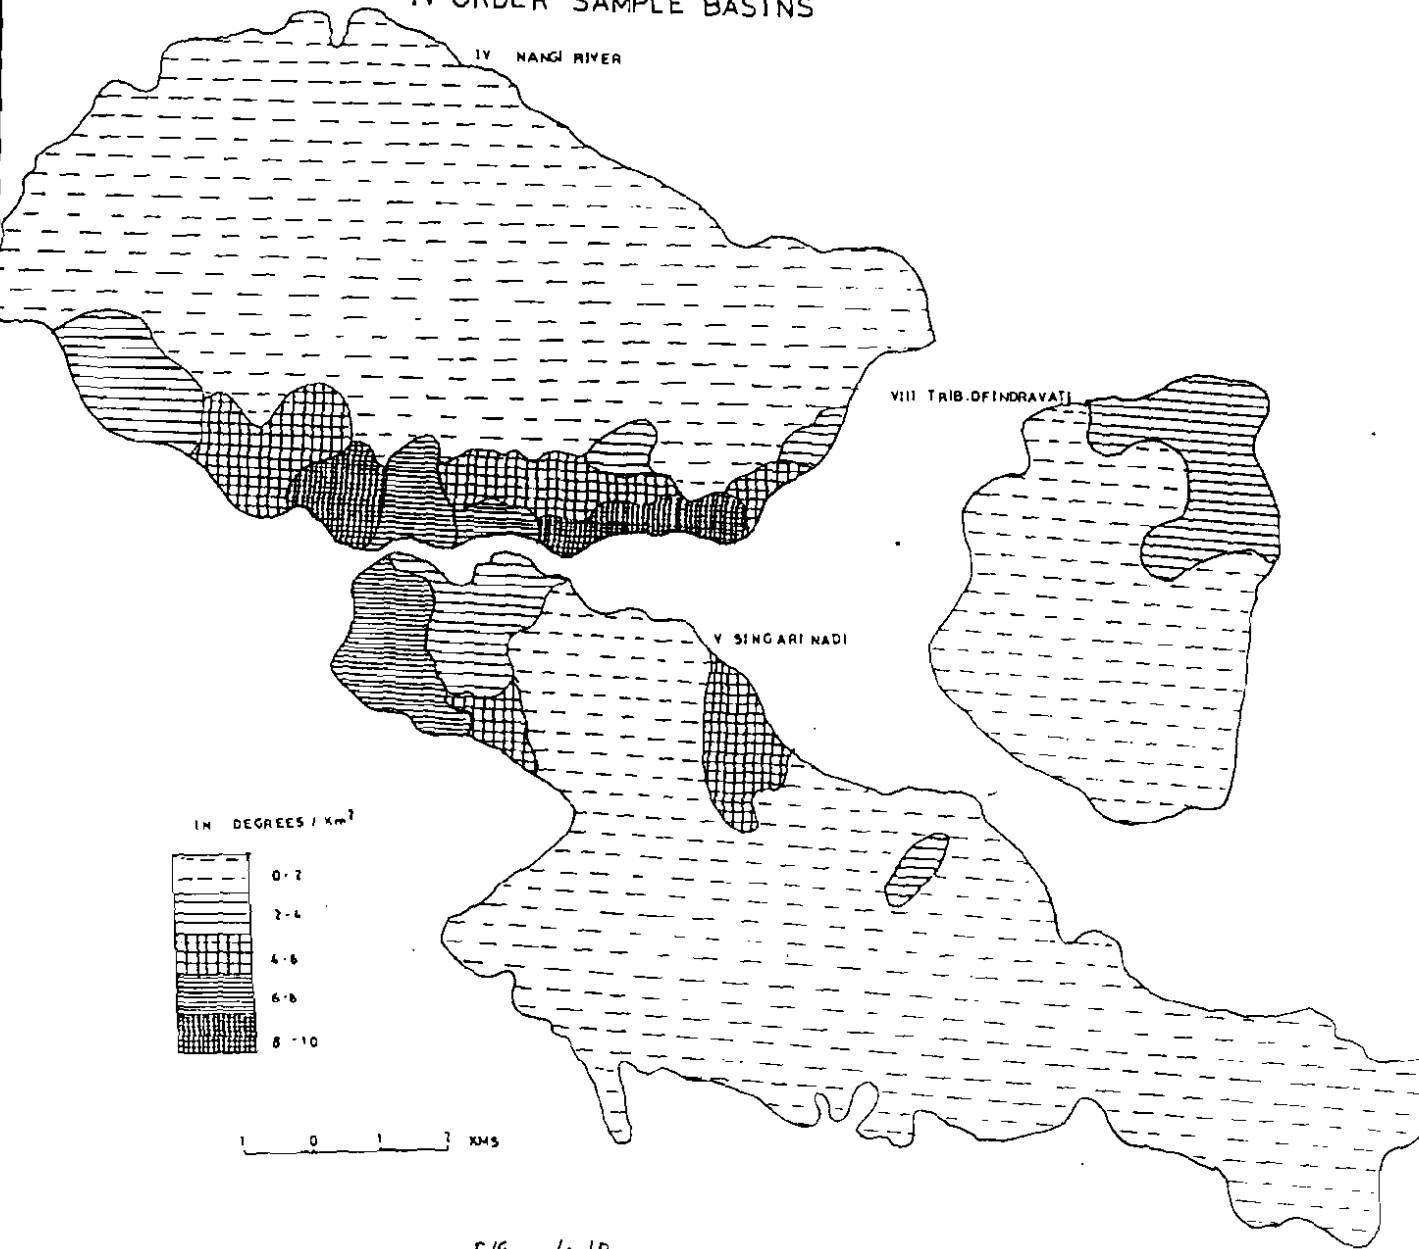 IV ORDER SAMPLE BASINS
IV NANGI RIVER
VIII TRIB. OF INDRAVATI
V SINGARI NADI
IN DEGREES / Km²
0-2
2-4
4-6
6-8
8-10
1 0 1 2 KMS